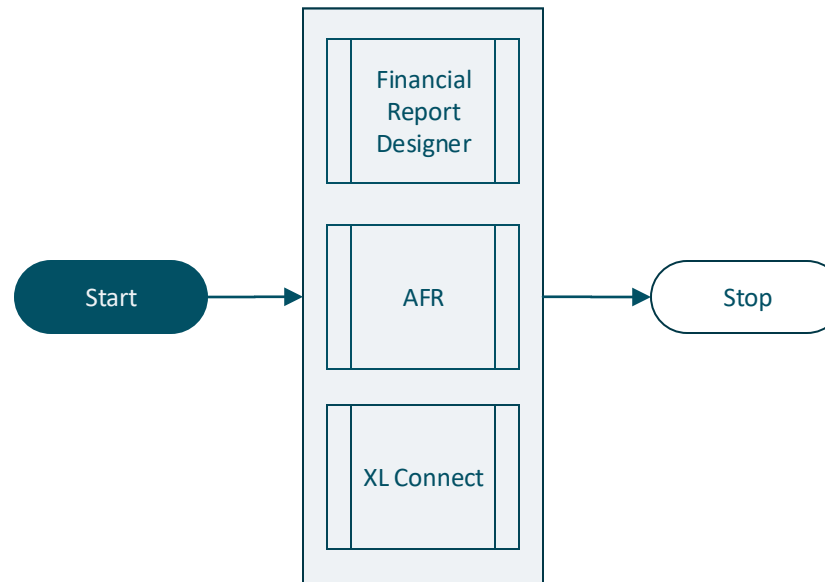 Financial
Report
Designer
Start
AFR
Stop
XL Connect